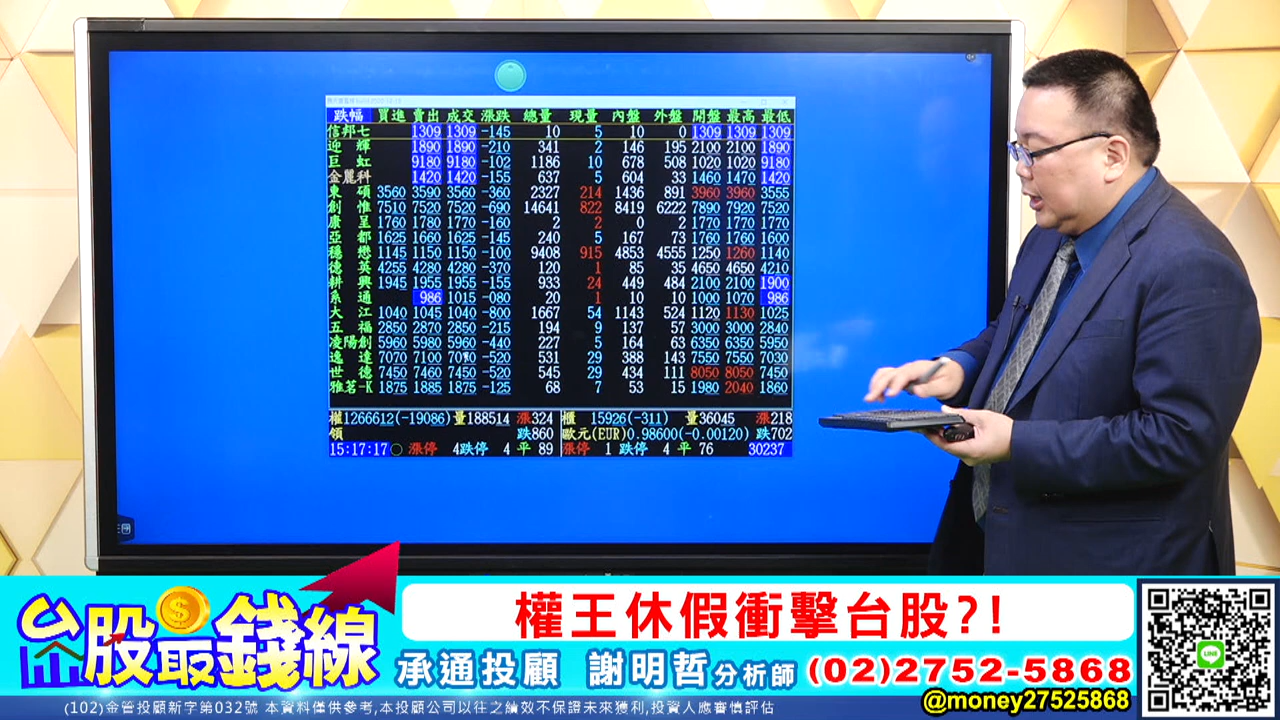 跌幅 買進 賣出 成交 漲跌 總量 現量 內盤 外盤 開盤 最高 最低
信邦七 1309 1309 -145 10 5 10 0 1309 1309 1309
迎輝 1890 1890 -210 341 2 146 195 2100 2100 1890
巨虹 9180 9180 -102 1186 10 678 508 1020 1020 9180
金麗科 1420 1420 -155 637 5 604 33 1460 1470 1420
東碩 3560 3590 3560 -360 2327 214 1436 891 3960 3960 3555
創惟 7510 7520 7520 -690 14641 822 8419 6222 7890 7920 7520
康呈 1760 1780 1770 -160 2 2 0 2 1770 1770 1770
亞都 1625 1660 1625 -145 240 5 167 73 1760 1760 1600
穩懋 1145 1150 1150 -100 9408 915 4853 4555 1250 1260 1140
德英 4255 4280 4280 -370 120 1 85 35 4650 4650 4210
耕興 1945 1955 1955 -155 933 24 449 484 2100 2100 1900
系通 986 1015 -080 20 1 10 10 1000 1070 986
大江 1040 1045 1040 -800 1667 54 1143 524 1120 1130 1025
五福 2850 2870 2850 -215 194 9 137 57 3000 3000 2840
凌陽創 5960 5980 5960 -440 227 5 164 63 6350 6350 5950
逸達 7070 7100 -520 531 29 388 143 7550 7550 7030
世德 7450 7460 7450 -520 545 29 434 111 8050 8050 7450
雅茗-K 1875 1885 1875 -125 68 7 53 15 1980 2040 1860
權1266612(-19086) 量188514 漲324 櫃 15926(-311) 量36045 漲218
領 跌860 歐元(EUR)0.98600(-0.00120) 跌702
15:17:17 漲停 4跌停 4 平 89 漲停 1 跌停 4 平 76 30237
台股最錢線
權王休假衝擊台股?!
承通投顧 謝明哲分析師 (02)2752-5868
@money27525868
(102)金管投顧新字第032號 本資料僅供參考,本投顧公司以往之績效不保證未來獲利,投資人應審慎評估
LINE